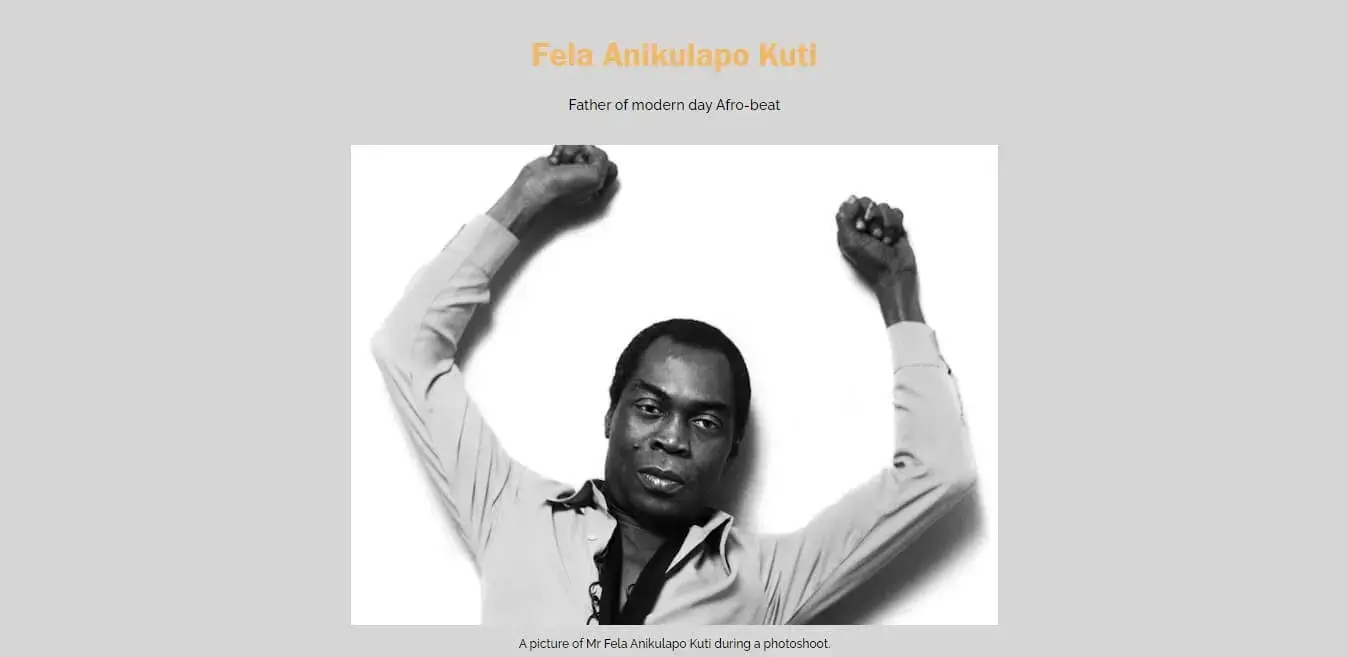 Fela Anikulapo Kuti
Father of modern day Afro-beat
A picture of Mr Fela Anikulapo Kuti during a photoshoot.